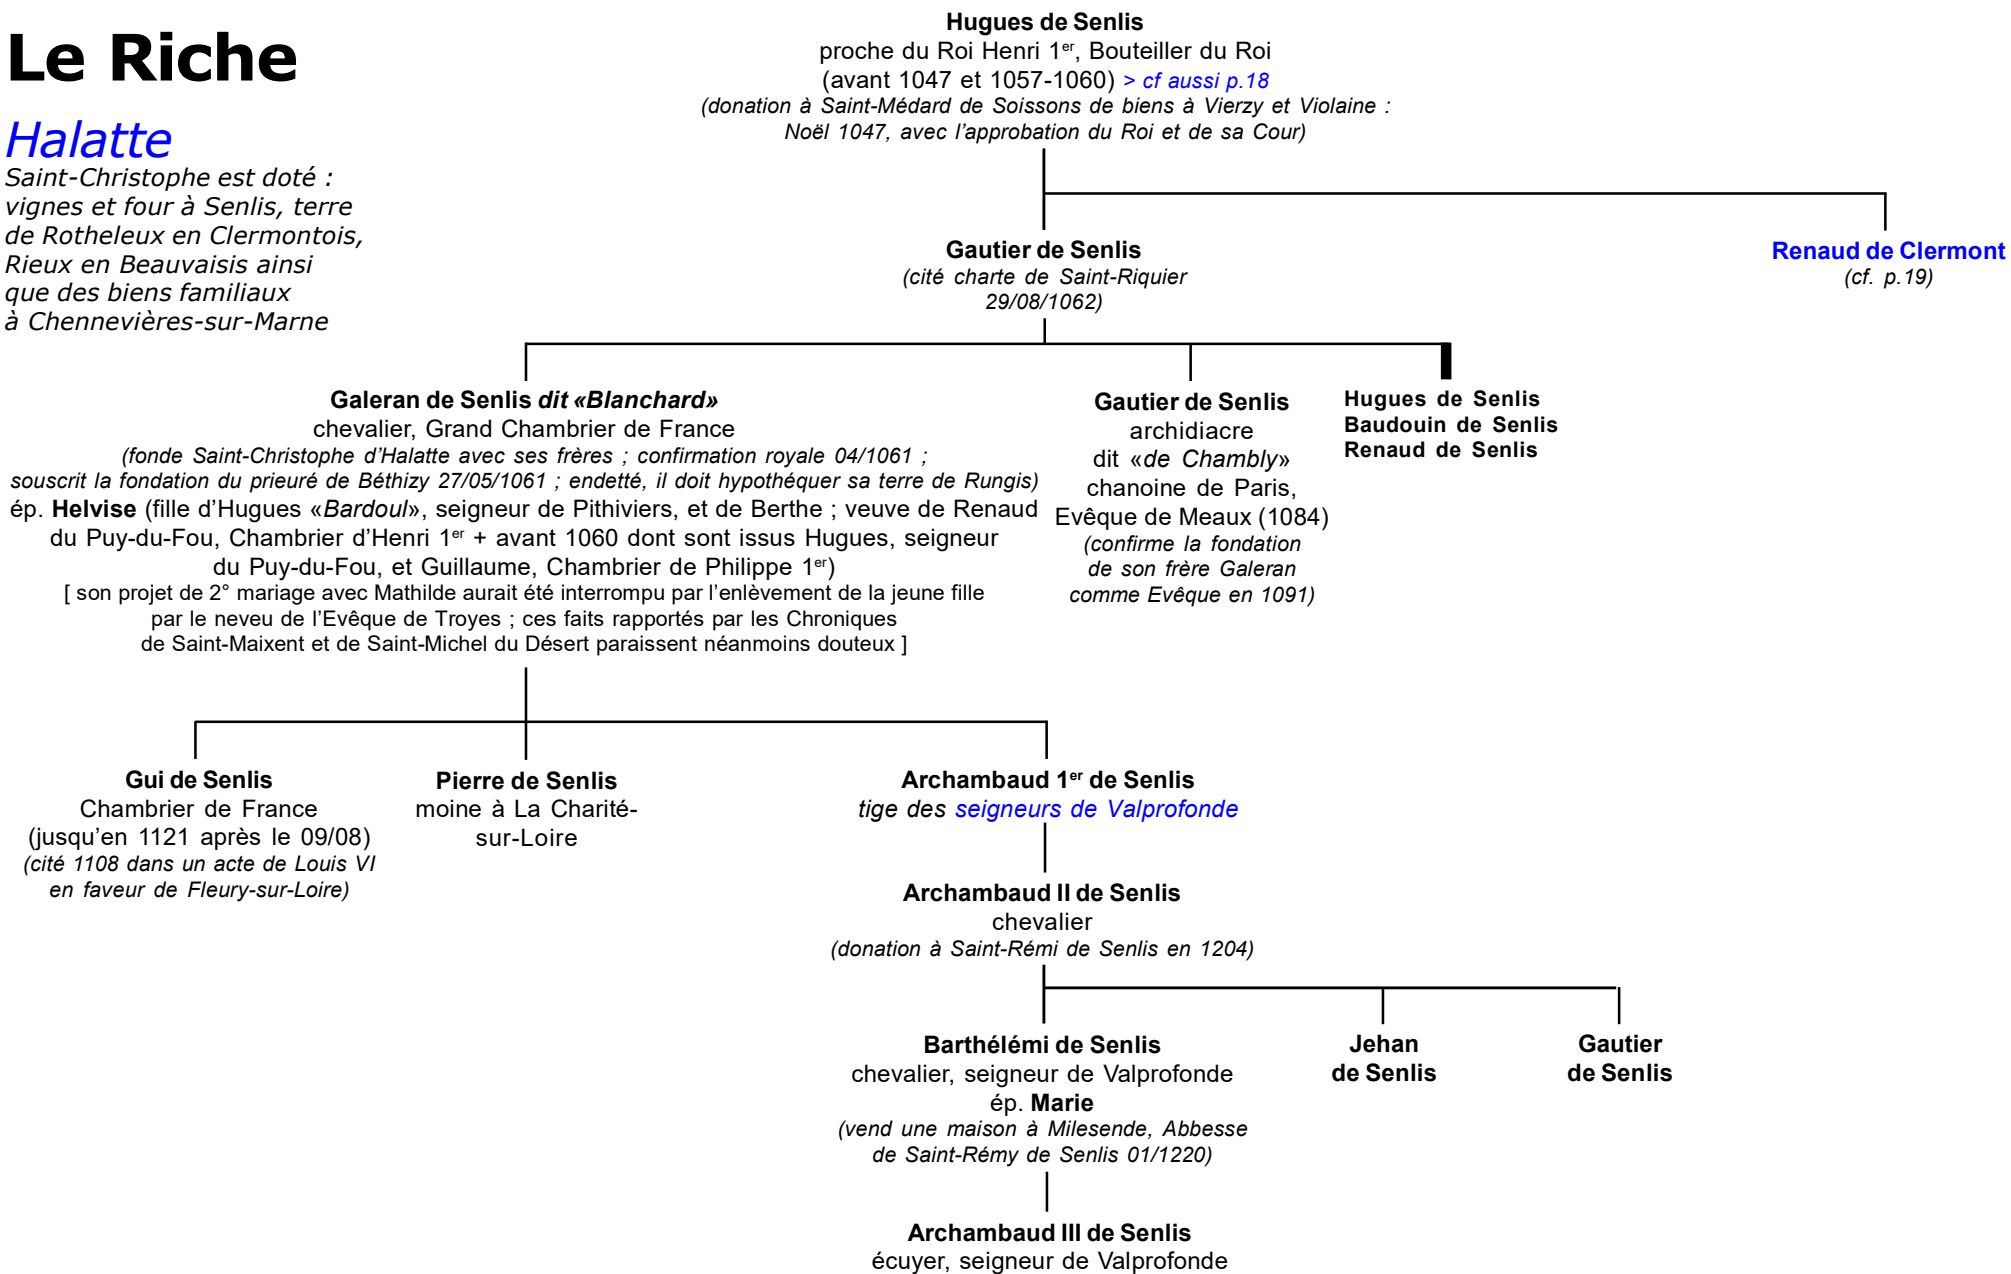 Le Riche
Halatte
Saint-Christophe est doté :
vignes et four à Senlis, terre
de Rotheleux en Clermontois,
Rieux en Beauvaisis ainsi
que des biens familiaux
à Chennevières-sur-Marne
Hugues de Senlis
proche du Roi Henri 1er, Bouteiller du Roi
(avant 1047 et 1057-1060) > cf aussi p.18
(donation à Saint-Médard de Soissons de biens à Vierzy et Violaine :
Noël 1047, avec l'approbation du Roi et de sa Cour)
Gautier de Senlis
(cité charte de Saint-Riquier
29/08/1062)
Renaud de Clermont
(cf. p.19)
Galeran de Senlis dit «Blanchard»
chevalier, Grand Chambrier de France
(fonde Saint-Christophe d'Halatte avec ses frères ; confirmation royale 04/1061 ;
souscrit la fondation du prieuré de Béthizy 27/05/1061 ; endetté, il doit hypothéquer sa terre de Rungis)
ép. Helvise (fille d'Hugues «Bardoul», seigneur de Pithiviers, et de Berthe ; veuve de Renaud
du Puy-du-Fou, Chambrier d'Henri 1er + avant 1060 dont sont issus Hugues, seigneur
du Puy-du-Fou, et Guillaume, Chambrier de Philippe 1er)
[ son projet de 2° mariage avec Mathilde aurait été interrompu par l'enlèvement de la jeune fille
par le neveu de l'Evêque de Troyes ; ces faits rapportés par les Chroniques
de Saint-Maixent et de Saint-Michel du Désert paraissent néanmoins douteux ]
Gautier de Senlis
archidiacre
dit «de Chambly»
chanoine de Paris,
Evêque de Meaux (1084)
(confirme la fondation
de son frère Galeran
comme Evêque en 1091)
Hugues de Senlis
Baudouin de Senlis
Renaud de Senlis
Gui de Senlis
Chambrier de France
(jusqu'en 1121 après le 09/08)
(cité 1108 dans un acte de Louis VI
en faveur de Fleury-sur-Loire)
Pierre de Senlis
moine à La Charité-
sur-Loire
Archambaud 1er de Senlis
tige des seigneurs de Valprofonde
Archambaud II de Senlis
chevalier
(donation à Saint-Rémi de Senlis en 1204)
Barthélémi de Senlis
chevalier, seigneur de Valprofonde
ép. Marie
(vend une maison à Milesende, Abbesse
de Saint-Rémy de Senlis 01/1220)
Jehan
de Senlis
Gautier
de Senlis
Archambaud III de Senlis
écuyer, seigneur de Valprofonde